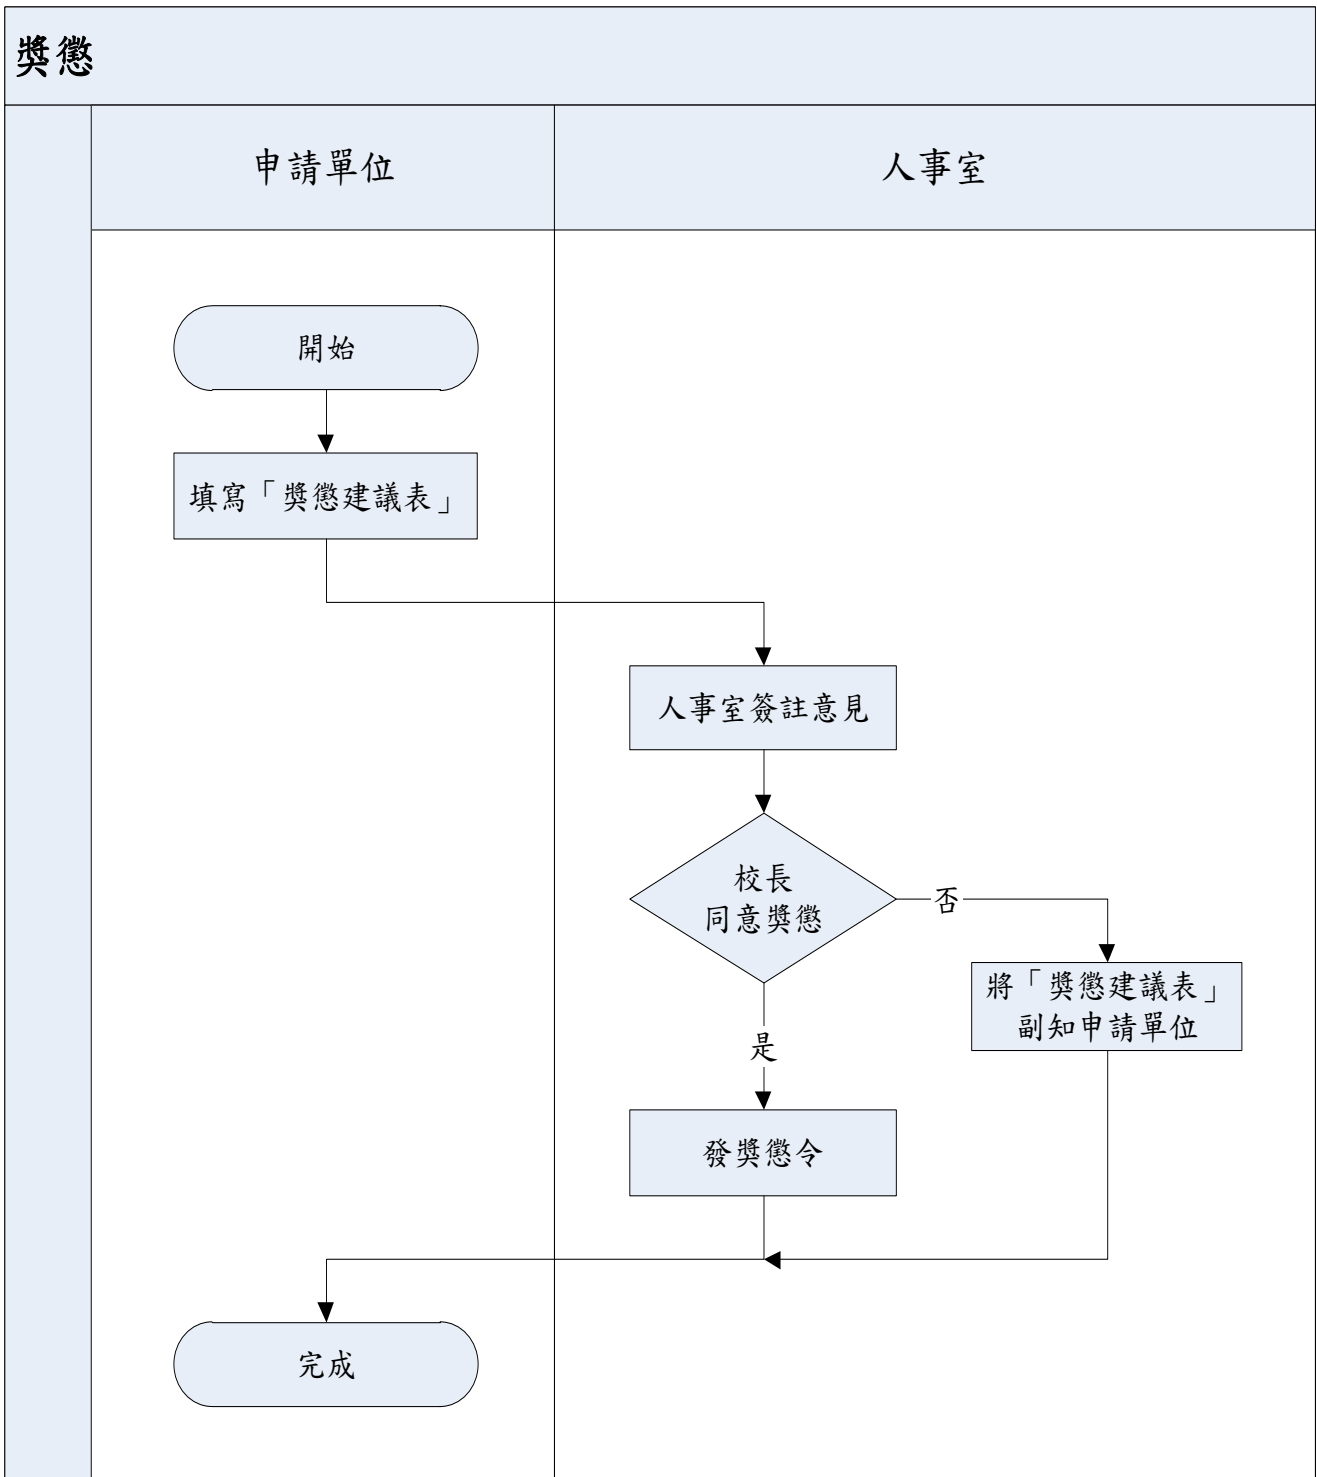 獎懲
申請單位
人事室
開始
填寫「獎懲建議表」
人事室簽註意見
校長
同意獎懲
否
將「獎懲建議表」
副知申請單位
是
發獎懲令
完成